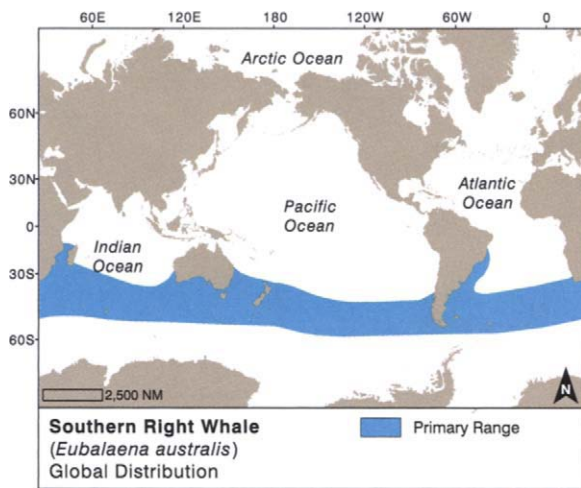 60E 120E 180 120W 60W 0
Arctic Ocean
60N
30N
Atlantic
Ocean
Pacific
Ocean
0
Indian
Ocean
30S
60S
2,500 NM
N
Southern Right Whale
(Eubalaena australis)
Global Distribution
Primary Range